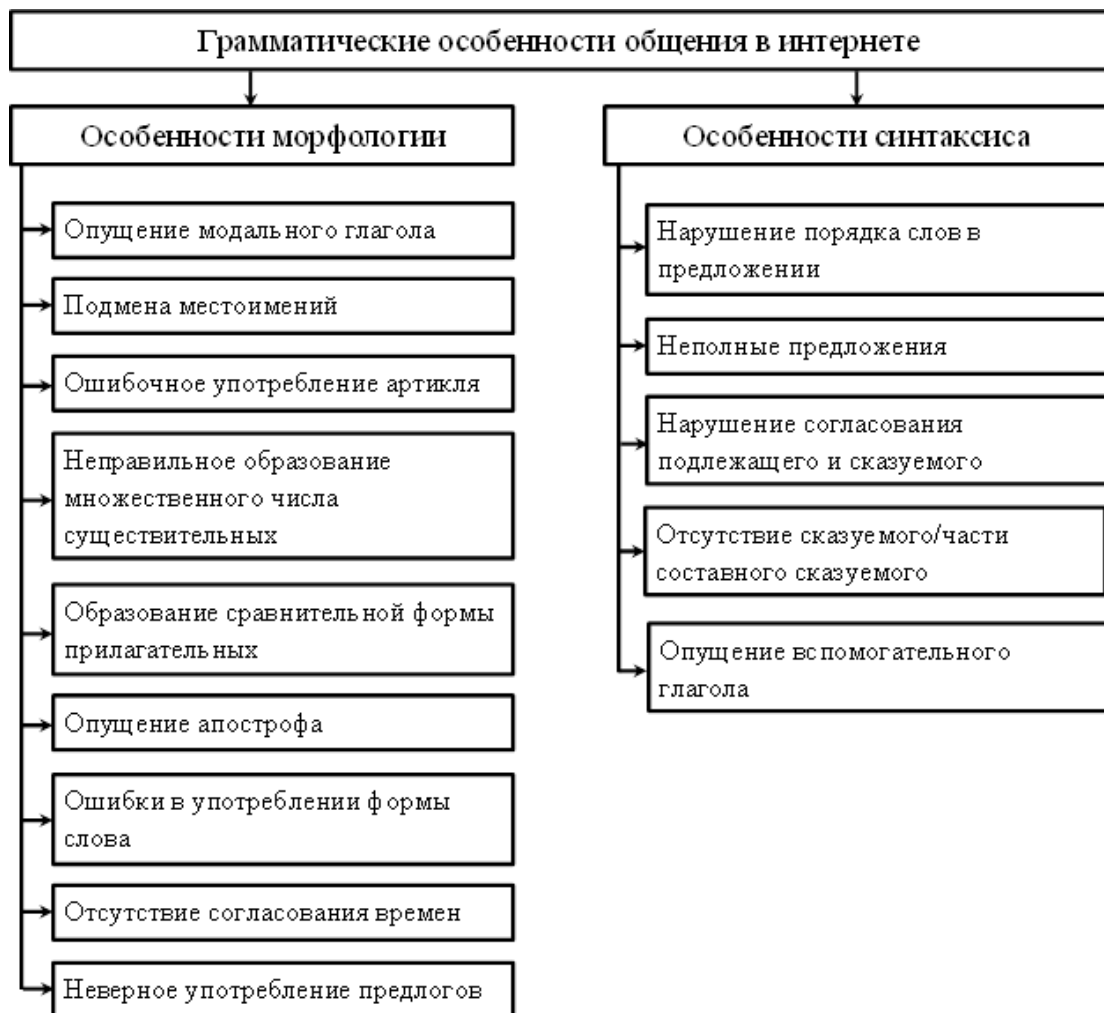 Грамматические особенности общения в интернете
Особенности морфологии
Опущение модального глагола
Подмена местоимений
Ошибочное употребление артикля
Неправильное образование
множественного числа
существительных
Образование сравнительной формы
прилагательных
Опущение апострофа
Ошибки в употреблении формы
слова
Отсутствие согласования времен
Неверное употребление предлогов
Особенности синтаксиса
Нарушение порядка слов в
предложении
Неполные предложения
Нарушение согласования
подлежащего и сказуемого
Отсутствие сказуемого/части
составного сказуемого
Опущение вспомогательного
глагола